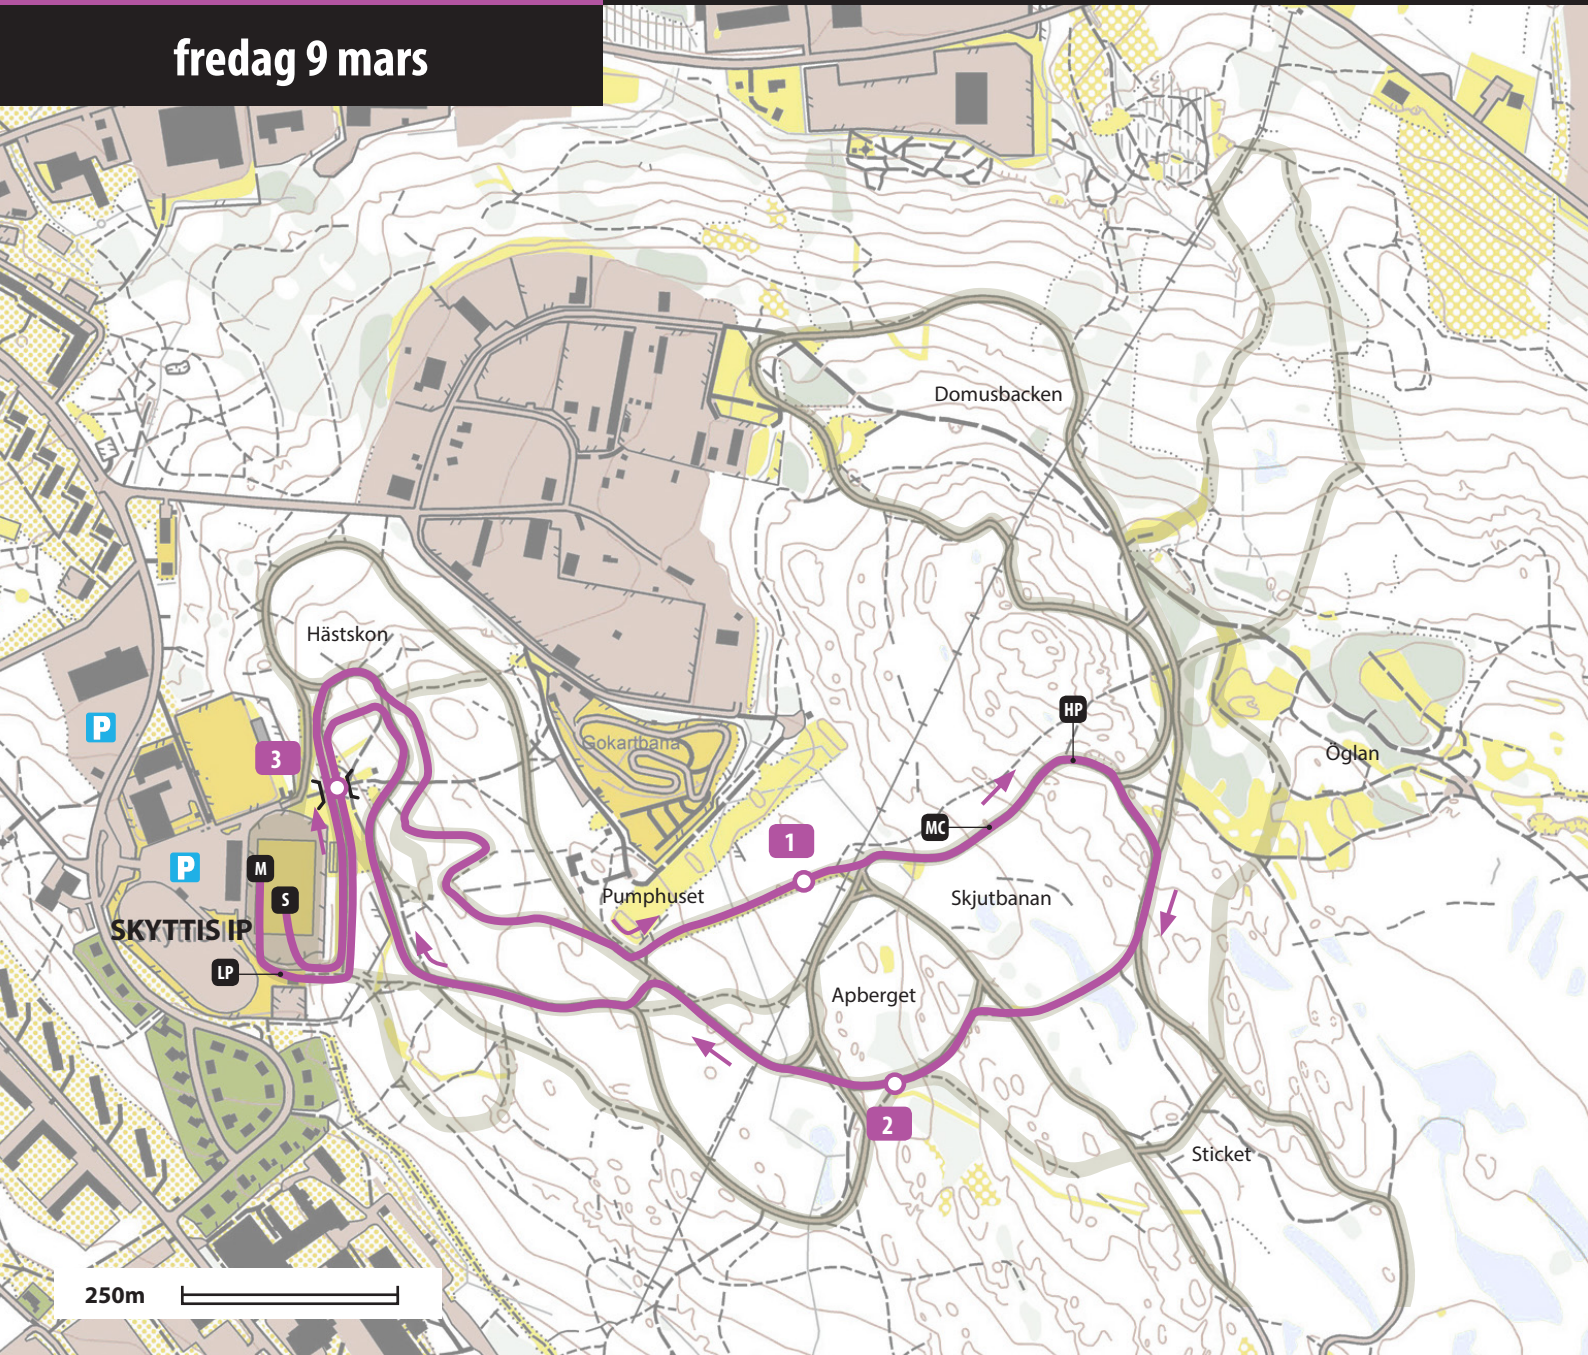 fredag 9 mars
Domusbacken
Hästskon
HP
P
3
Gokartbana
Öglan
MC
1
P
M
Pumphuset
Skjutbanan
S
SKYTTIS IP
LP
Apberget
2
Sticket
250m